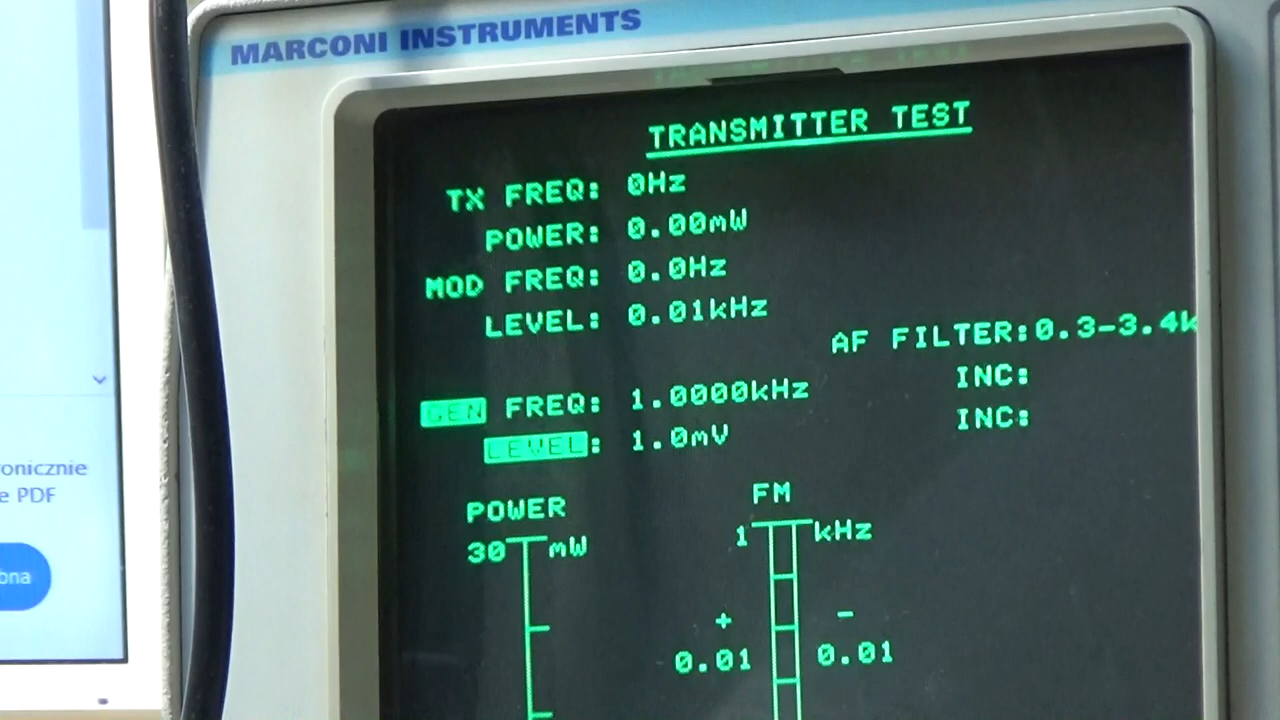 MARCONI INSTRUMENTS
TRANSMITTER TEST
TX FREQ: 0Hz
POWER: 0.00mW
MOD FREQ: 0.0Hz
LEVEL: 0.01kHz
AF FILTER:0.3-3.4k
GEN FREQ: 1.0000kHz
INC:
LEVEL: 1.0mV
INC:
POWER
30 mW
FM
1 kHz
+ -
0.01 0.01
ronicznie
e PDF
bna